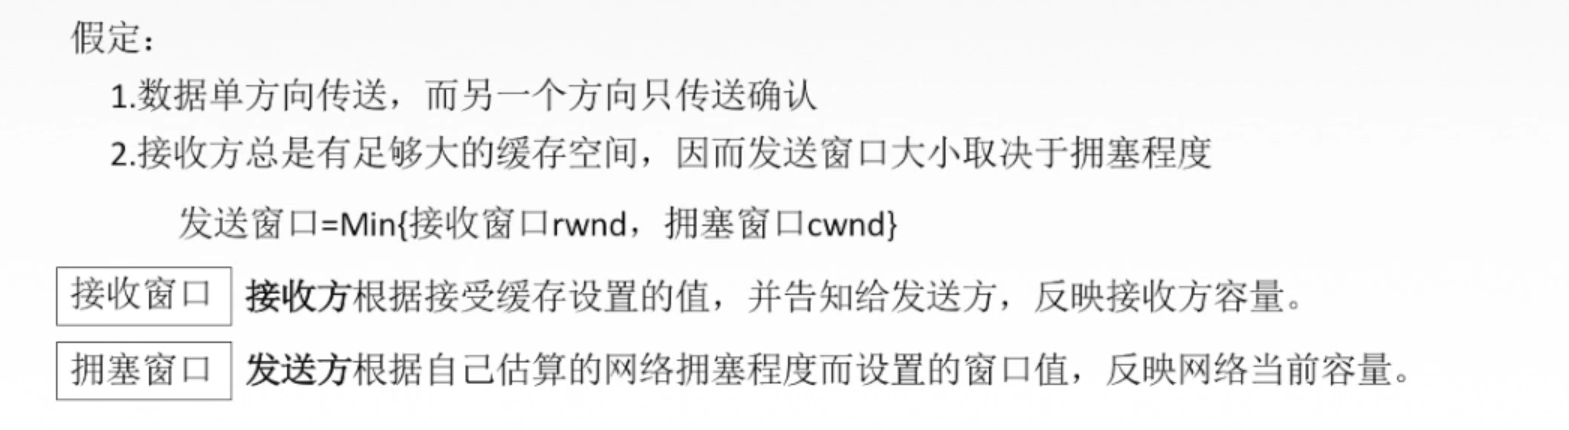 假定：
1.数据单方向传送，而另一个方向只传送确认
2.接收方总是有足够大的缓存空间，因而发送窗口大小取决于拥塞程度
发送窗口=Min{接收窗口rwnd，拥塞窗口cwnd}
接收窗口 接收方根据接受缓存设置的值，并告知给发送方，反映接收方容量。
拥塞窗口 发送方根据自己估算的网络拥塞程度而设置的窗口值，反映网络当前容量。